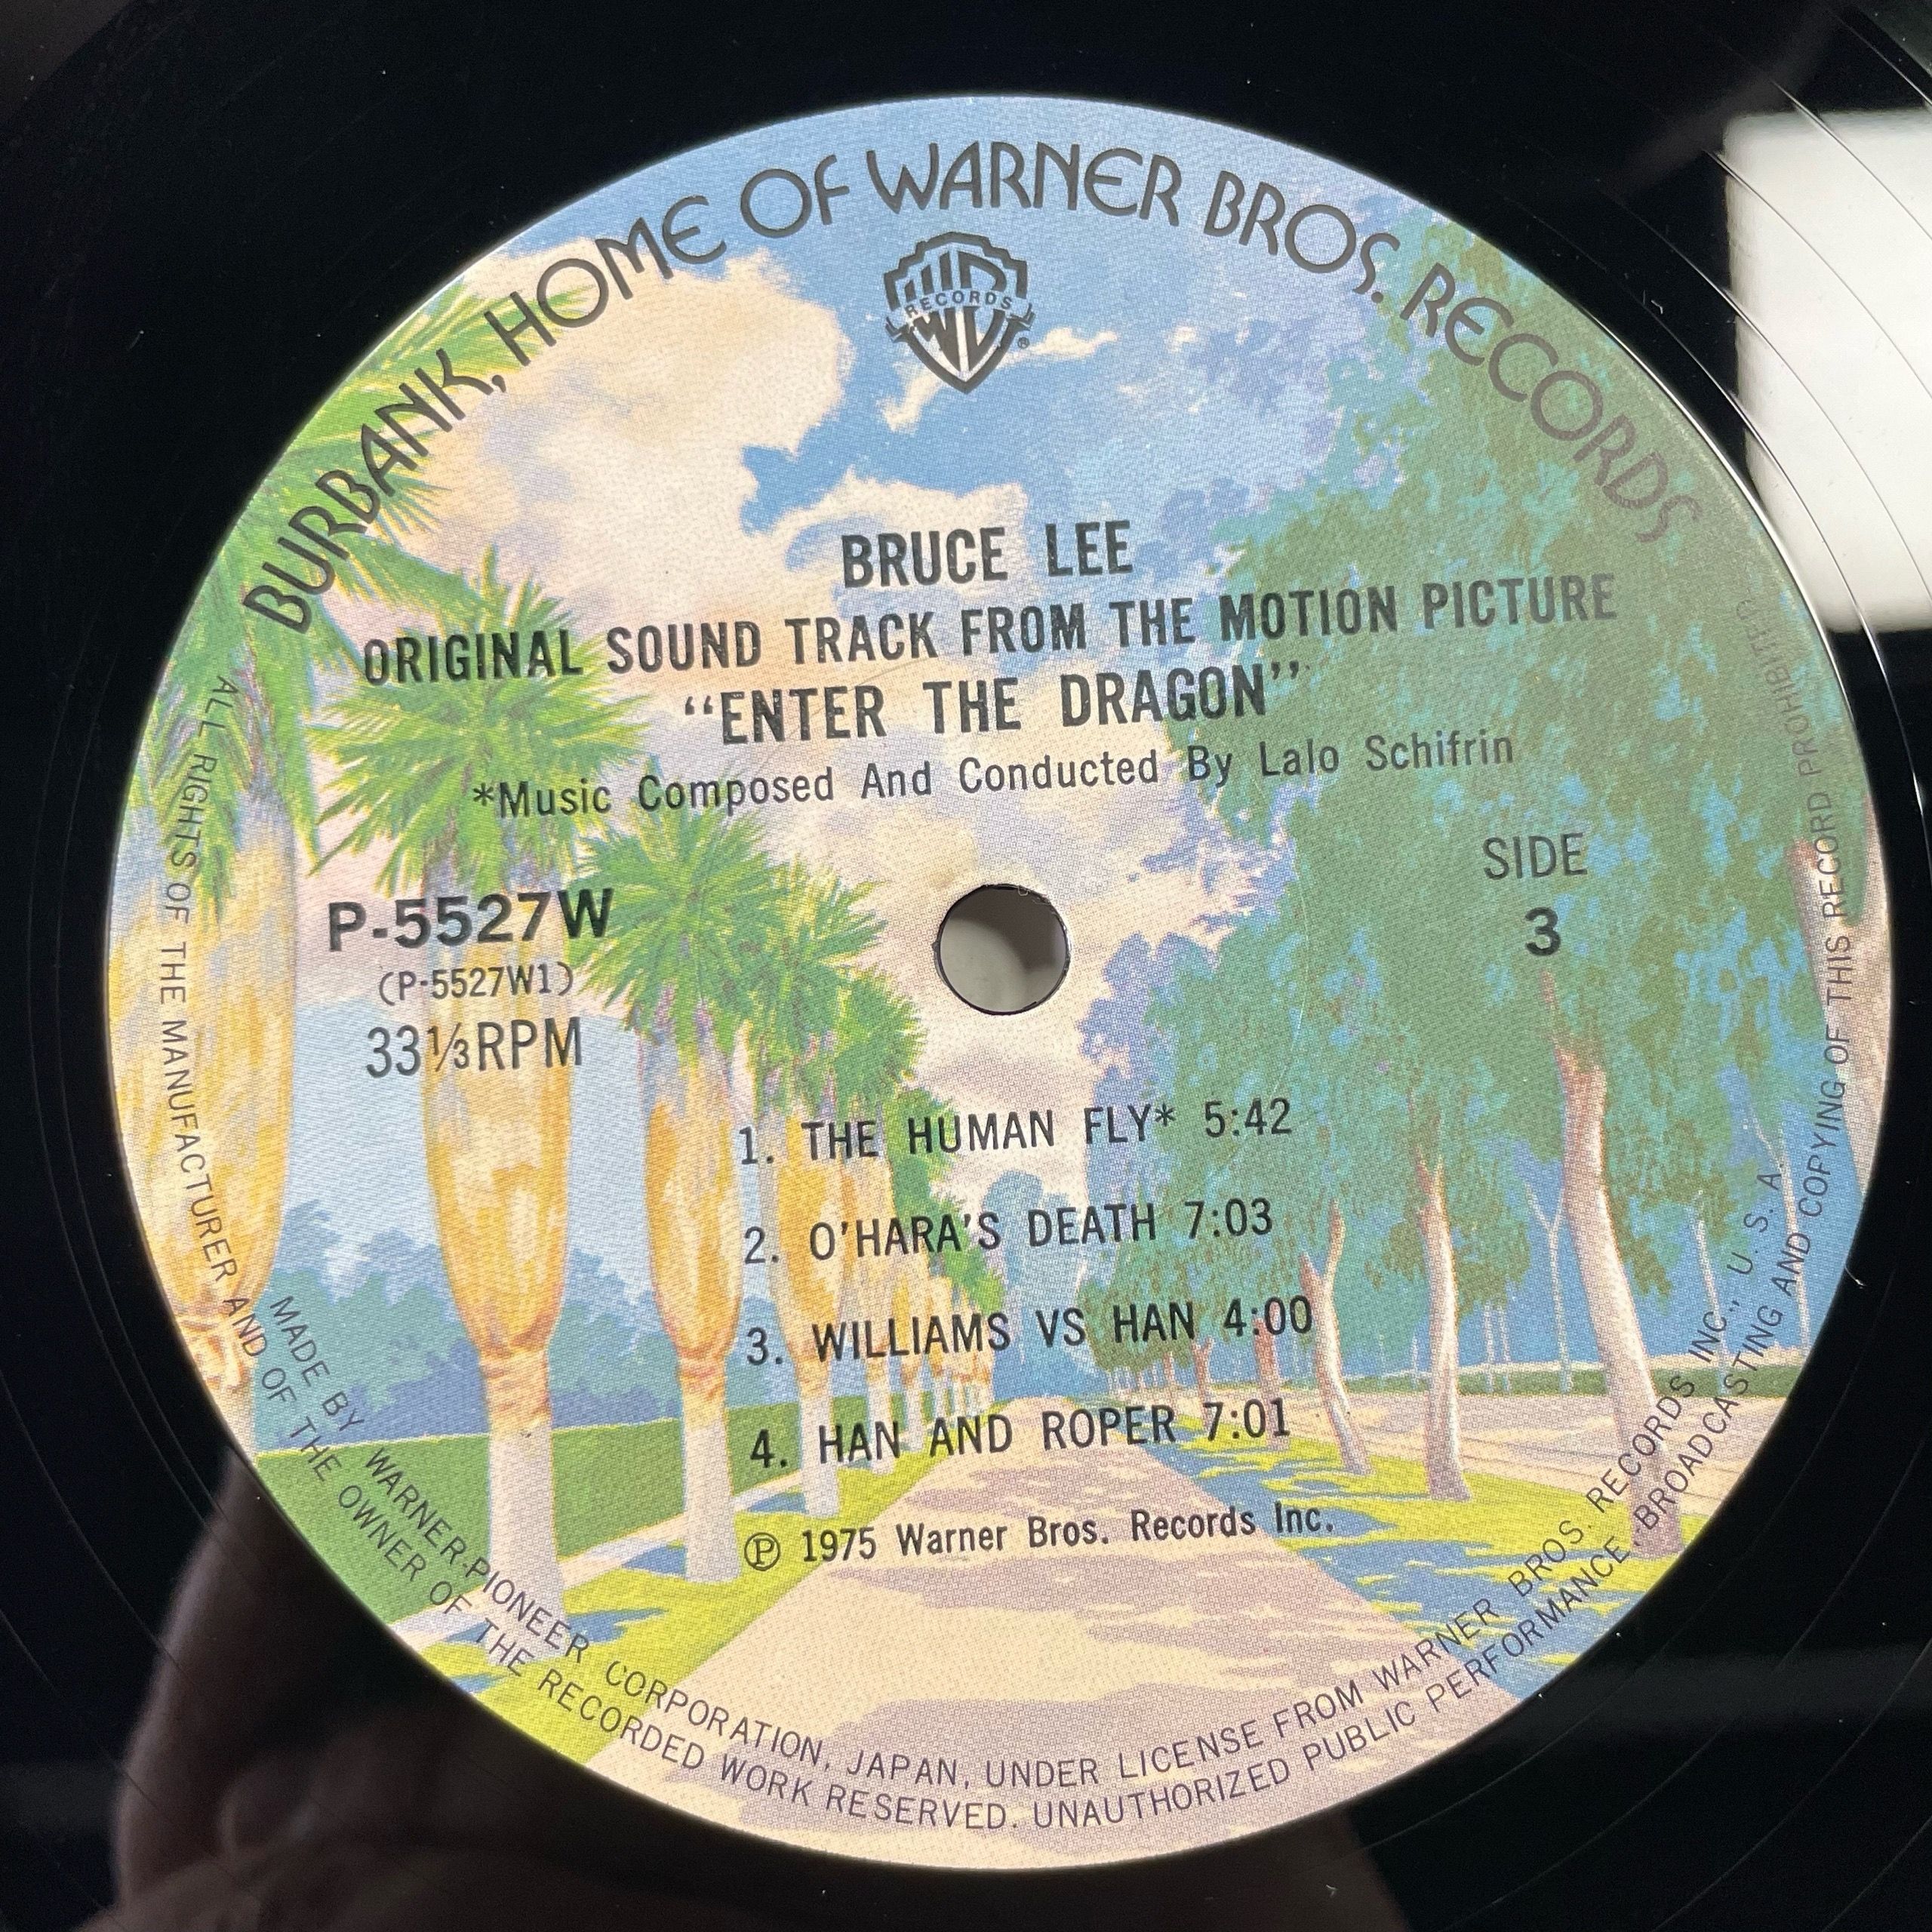 BURBANK, HOME OF WARNER BROS. RECORDS
RECORDS
BRUCE LEE
ORIGINAL SOUND TRACK FROM THE MOTION PICTURE
“ENTER THE DRAGON”
*Music Composed And Conducted By Lalo Schifrin
P-5527W
(P-5527W1)
33⅓RPM
SIDE
3
1. THE HUMAN FLY* 5:42
2. O'HARA'S DEATH 7:03
3. WILLIAMS VS HAN 4:00
4. HAN AND ROPER 7:01
Ⓟ 1975 Warner Bros. Records Inc.
MADE BY WARNER-PIONEER CORPORATION, JAPAN, UNDER LICENSE FROM WARNER BROS. RECORDS INC., U. S. A.
ALL RIGHTS OF THE MANUFACTURER AND OF THE OWNER OF THE RECORDED WORK RESERVED. UNAUTHORIZED PUBLIC PERFORMANCE, BROADCASTING AND COPYING OF THIS RECORD PROHIBITED